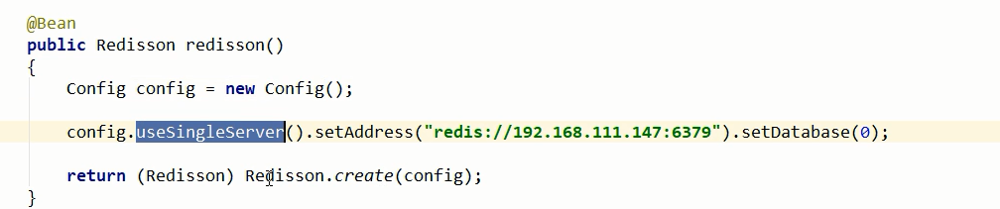 @Bean
public Redisson redisson()
{
Config config = new Config();
config.useSingleServer().setAddress("redis://192.168.111.147:6379").setDatabase(0);
return (Redisson) Redisson.create(config);
}